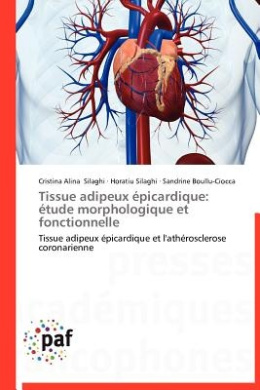 Cristina Alina Silaghi · Horatiu Silaghi · Sandrine Boullu-Ciocca
Tissue adipeux épicardique:
étude morphologique et
fonctionnelle
Tissue adipeux épicardique et l'athérosclerose
coronarienne
presses
académiques
francophones
paf